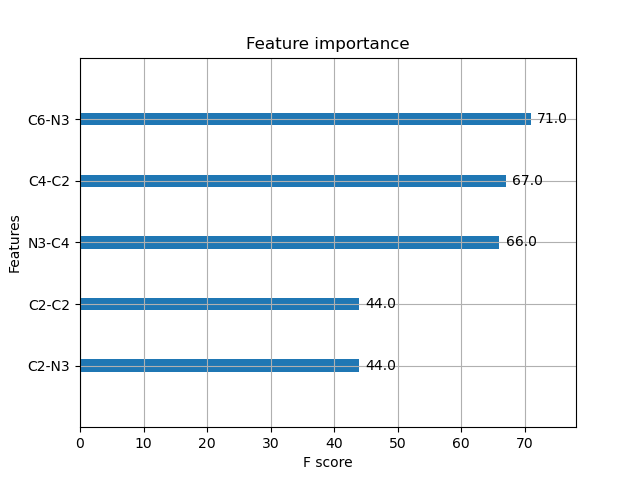 Feature importance
Features
C6-N3
71.0
C4-C2
67.0
N3-C4
66.0
C2-C2
44.0
C2-N3
44.0
0 10 20 30 40 50 60 70
F score